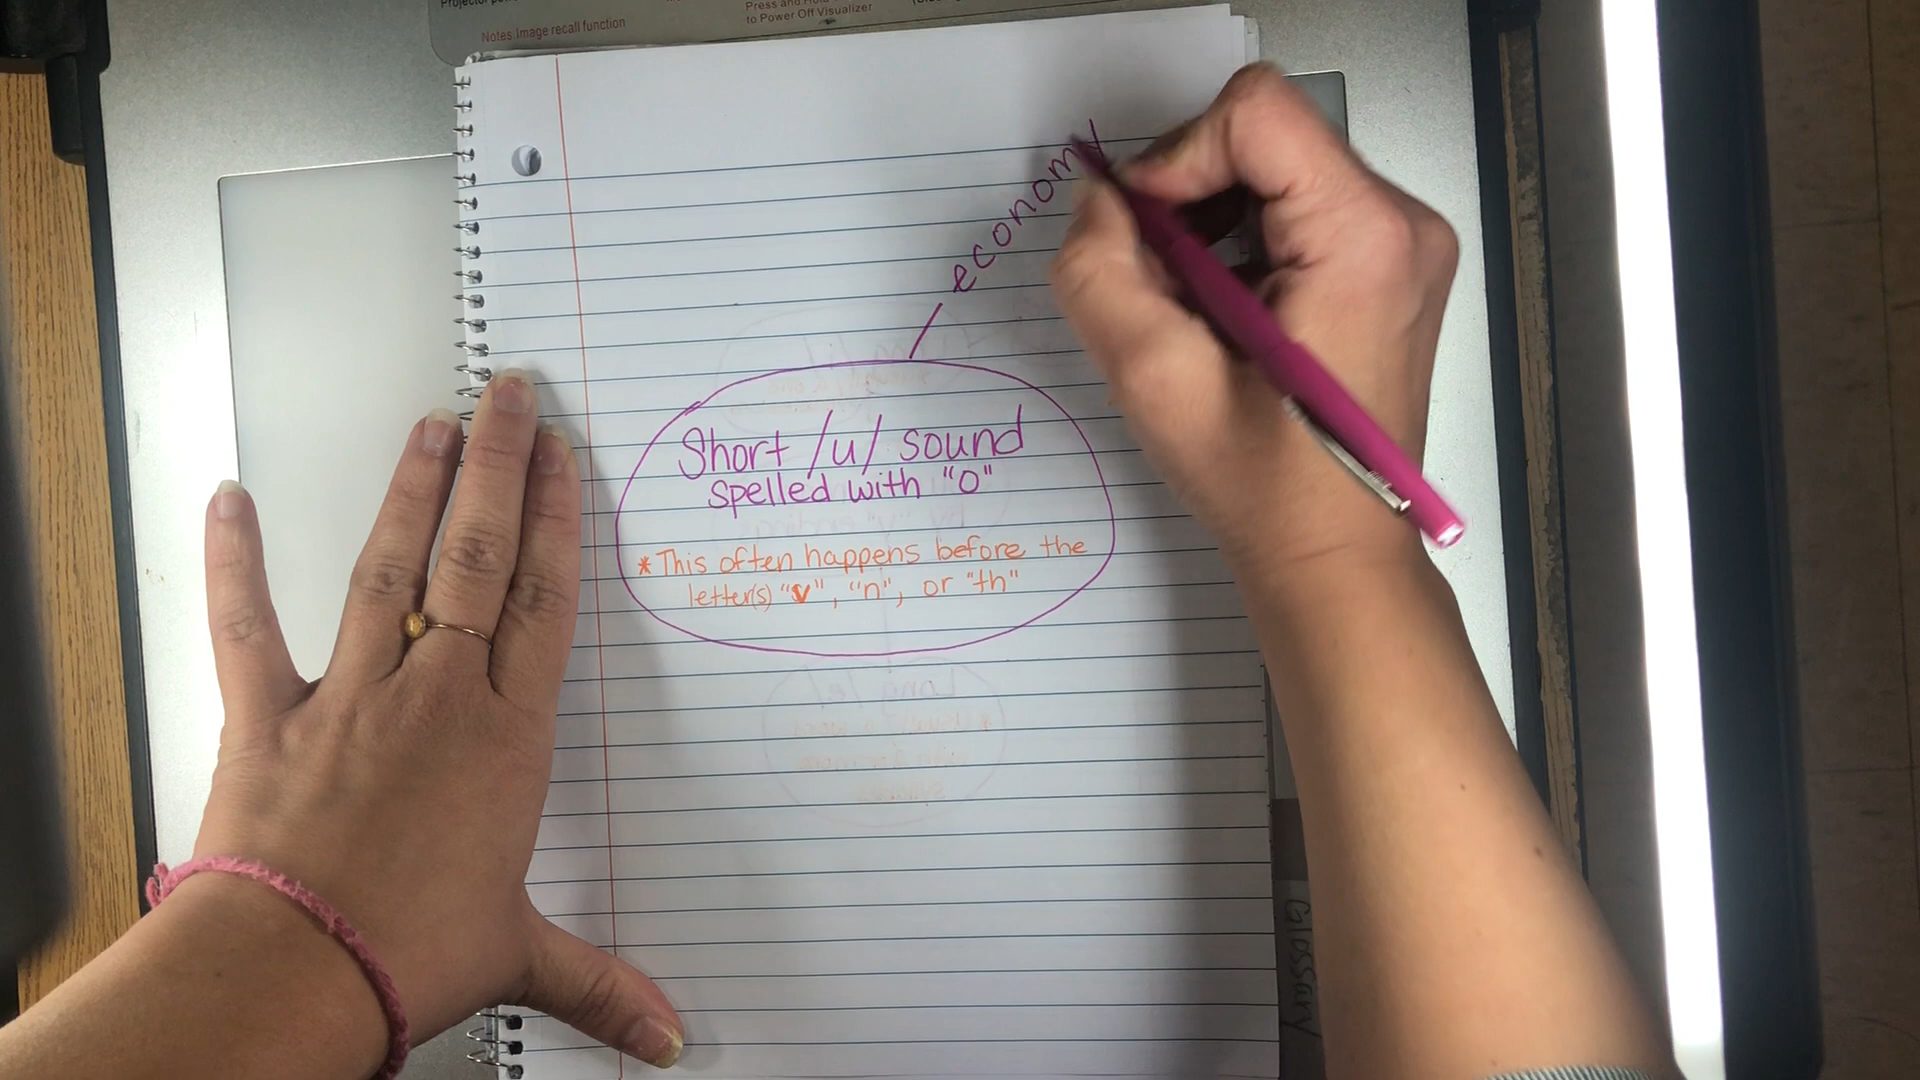 Press and Hold
to Power Off Visualizer
Notes Image recall function
economy
Short /u/ sound
spelled with "o"
*This often happens before the
letter(s) "v", "n", or "th"
Long /e/
Glossary